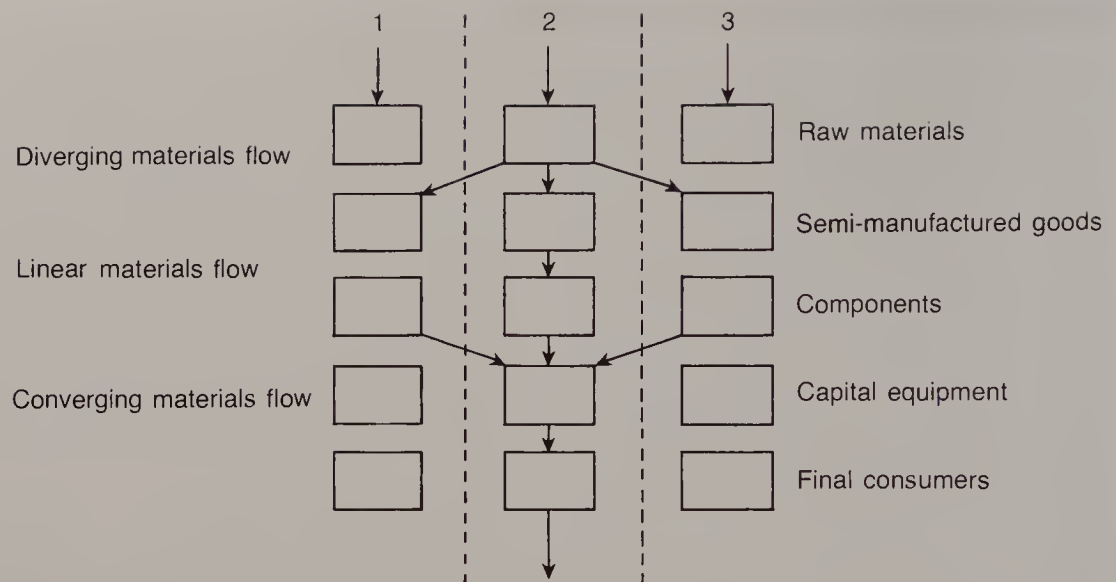 1
2
3
Raw materials
Diverging materials flow
Semi-manufactured goods
Linear materials flow
Components
Converging materials flow
Capital equipment
Final consumers